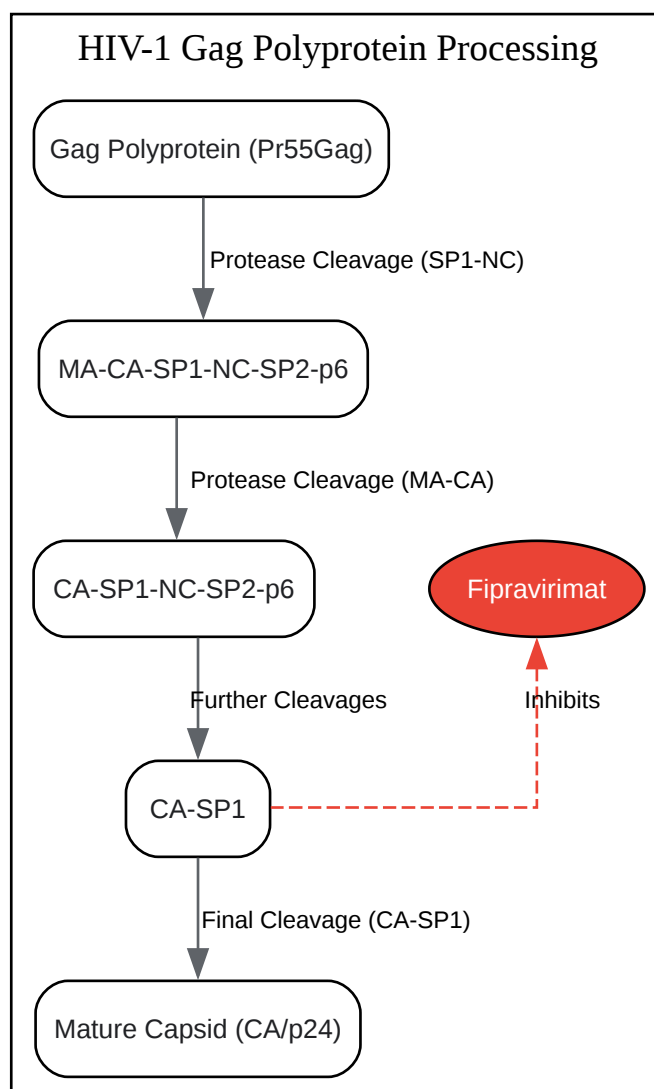 HIV-1 Gag Polyprotein Processing
Gag Polyprotein (Pr55Gag)
Protease Cleavage (SP1-NC)
MA-CA-SP1-NC-SP2-p6
Protease Cleavage (MA-CA)
CA-SP1-NC-SP2-p6
Fipravirimat
Further Cleavages
Inhibits
CA-SP1
Final Cleavage (CA-SP1)
Mature Capsid (CA/p24)